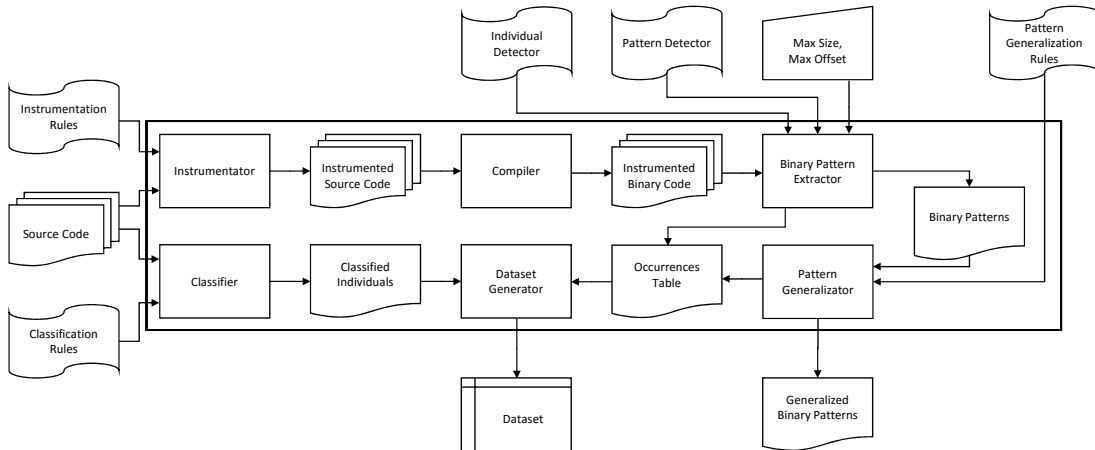 Individual
Detector
Pattern Detector
Max Size,
Max Offset
Pattern
Generalization
Rules
Instrumentation
Rules
Instrumentator
Instrumented
Source Code
Compiler
Instrumented
Binary Code
Binary Pattern
Extractor
Binary Patterns
Source Code
Classifier
Classified
Individuals
Dataset
Generator
Occurrences
Table
Pattern
Generalizator
Classification
Rules
Dataset
Generalized
Binary Patterns